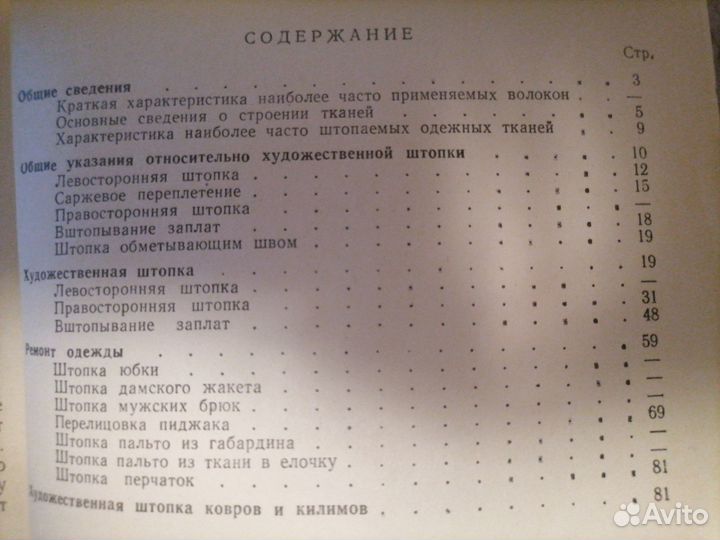 СОДЕРЖАНИЕ
Стр.
Общие сведения . . . . . . . . . . . . 3
Краткая характеристика наиболее часто применяемых волокон . —
Основные сведения о строении тканей . . . . . . 5
Характеристика наиболее часто штопаемых одежных тканей . 9
Общие указания относительно художественной штопки . . . . 10
Левосторонняя штопка . . . . . . . . . . 12
Саржевое переплетение . . . . . . . . . . 15
Правосторонняя штопка . . . . . . . . . . —
Вштопывание заплат . . . . . . . . . . 18
Штопка обметывающим швом . . . . . . . . 19
Художественная штопка . . . . . . . . . . 19
Левосторонняя штопка . . . . . . . . . . —
Правосторонняя штопка . . . . . . . . . . 31
Вштопывание заплат . . . . . . . . . . 48
Ремонт одежды . . . . . . . . . . . . 59
Штопка юбки . . . . . . . . . . . . —
Штопка дамского жакета . . . . . . . . . —
Штопка мужских брюк . . . . . . . . . . —
Перелицовка пиджака . . . . . . . . . . 69
Штопка пальто из габардина . . . . . . . . —
Штопка пальто из ткани в елочку . . . . . . . —
Штопка перчаток . . . . . . . . . . . 81
Художественная штопка ковров и килимов . . . . . . 81
Avito